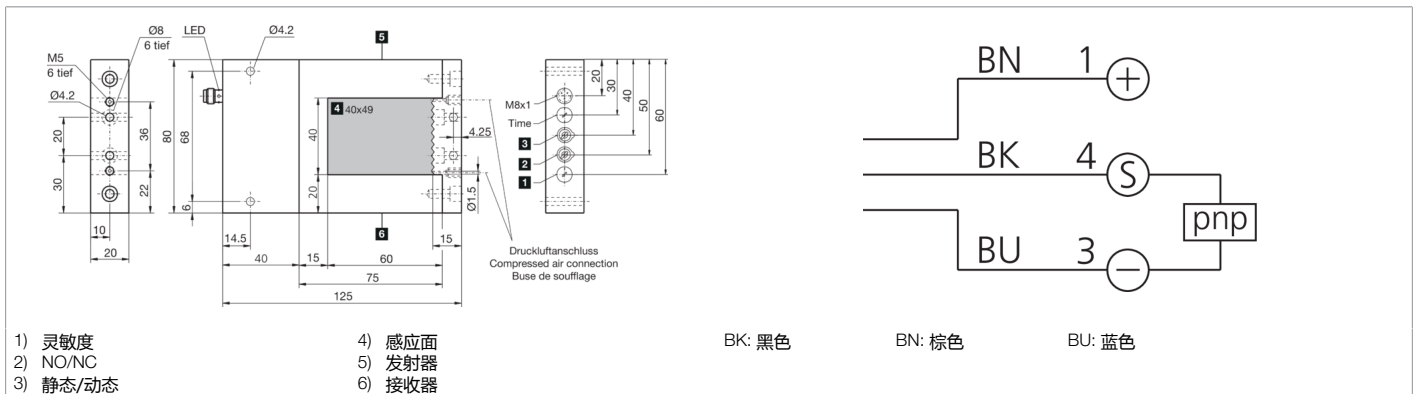 Ø8
6 tief
LED
Ø4.2
5
M5
6 tief
Ø4.2
4 40x49
20
30
36
22
80
68
6
40
20
4.25
Ø1.5
10
20
14.5
40
15
60
15
75
125
6
Druckluftanschluss
Compressed air connection
Buse de soufflage
M8x1
Time
3
2
1
20
30
40
50
60
BN 1 +
BK 4 S
pnp
BU 3 −
1) 灵敏度
2) NO/NC
3) 静态/动态
4) 感应面
5) 发射器
6) 接收器
BK: 黑色
BN: 棕色
BU: 蓝色